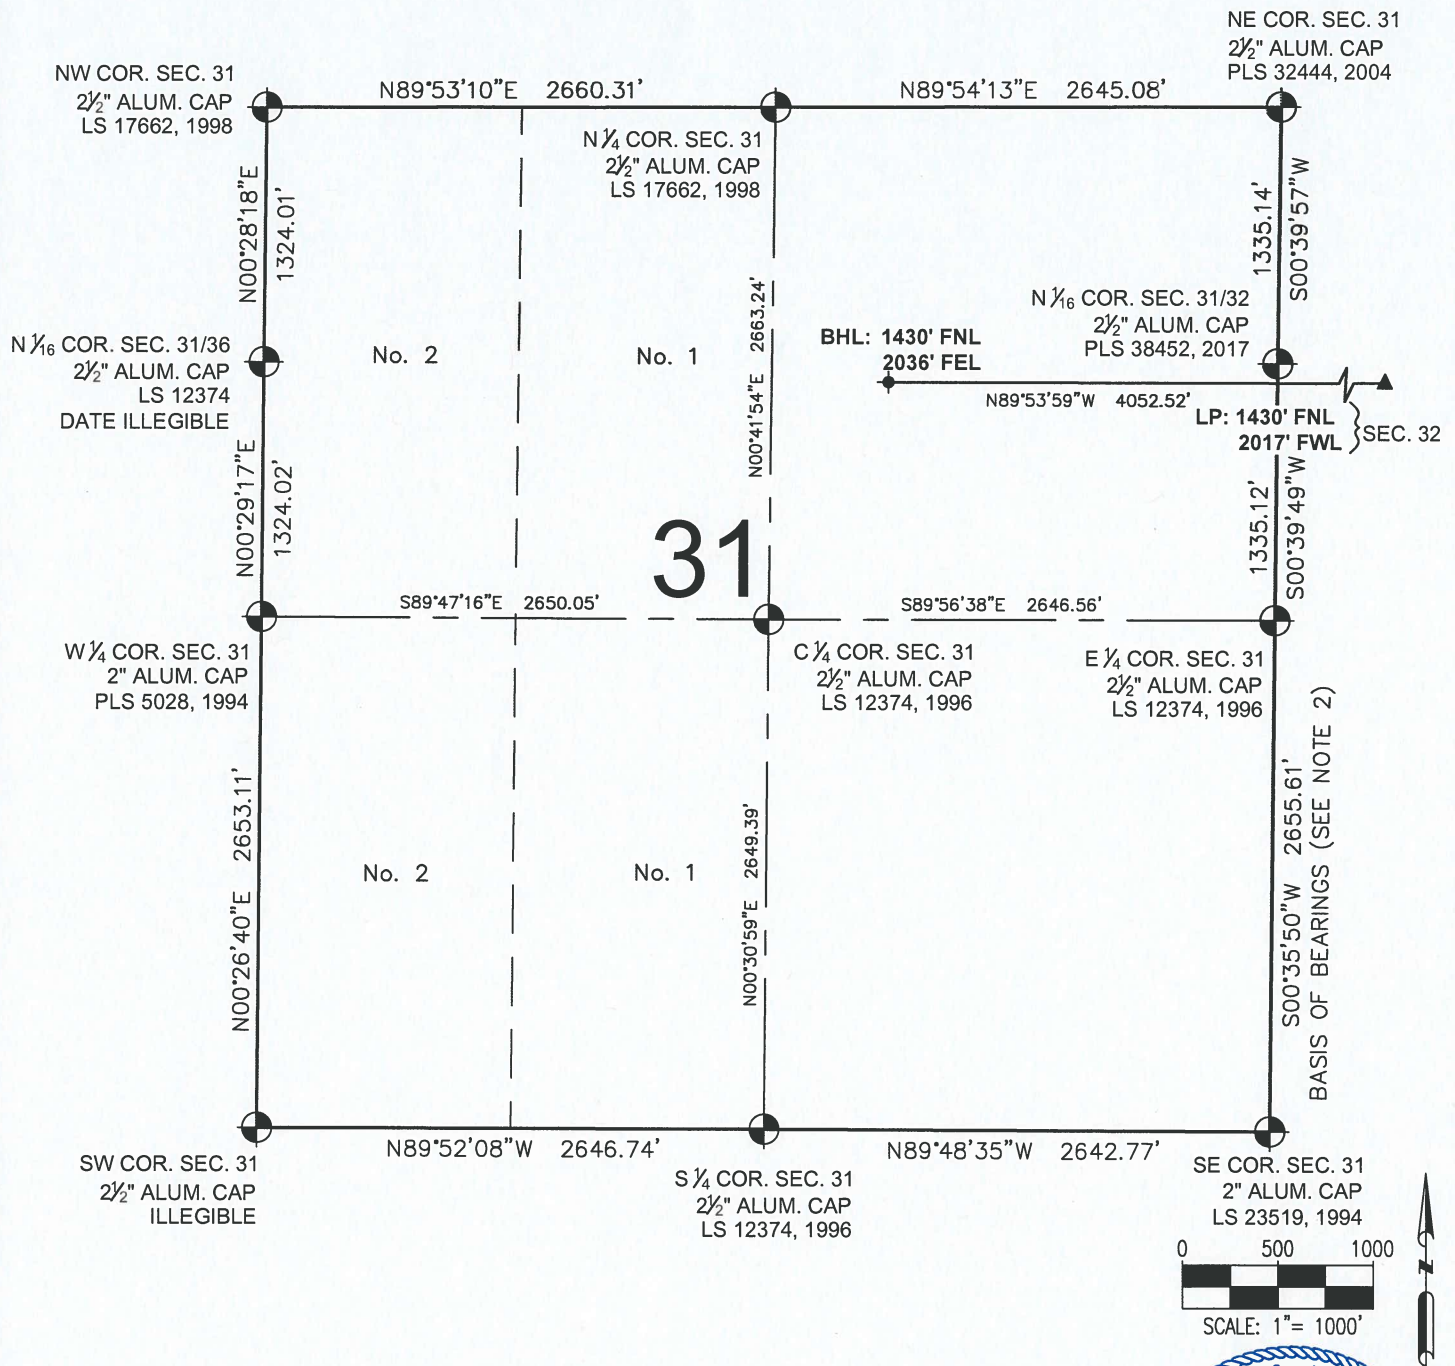 NE COR. SEC. 31
2½" ALUM. CAP
PLS 32444, 2004
NW COR. SEC. 31
2½" ALUM. CAP
LS 17662, 1998
N89°53'10"E 2660.31'
N89°54'13"E 2645.08'
N ¼ COR. SEC. 31
2½" ALUM. CAP
LS 17662, 1998
N00°28'18"E
1324.01'
1335.14'
S00°39'57"W
N 1/16 COR. SEC. 31/32
2½" ALUM. CAP
PLS 38452, 2017
N00°41'54"E 2663.24'
BHL: 1430' FNL
2036' FEL
N 1/16 COR. SEC. 31/36
2½" ALUM. CAP
LS 12374
DATE ILLEGIBLE
No. 2
No. 1
N89°53'59"W 4052.52'
LP: 1430' FNL
2017' FWL
SEC. 32
N00°29'17"E
1324.02'
1335.12'
S00°39'49"W
31
S89°47'16"E 2650.05'
S89°56'38"E 2646.56'
W ¼ COR. SEC. 31
2" ALUM. CAP
PLS 5028, 1994
C ¼ COR. SEC. 31
2½" ALUM. CAP
LS 12374, 1996
E ¼ COR. SEC. 31
2½" ALUM. CAP
LS 12374, 1996
N00°26'40"E 2653.11'
No. 2
No. 1
N00°30'59"E 2649.39'
S00°35'50"W 2655.61'
BASIS OF BEARINGS (SEE NOTE 2)
N89°52'08"W 2646.74'
N89°48'35"W 2642.77'
SW COR. SEC. 31
2½" ALUM. CAP
ILLEGIBLE
S ¼ COR. SEC. 31
2½" ALUM. CAP
LS 12374, 1996
SE COR. SEC. 31
2" ALUM. CAP
LS 23519, 1994
0 500 1000
SCALE: 1"= 1000'
N